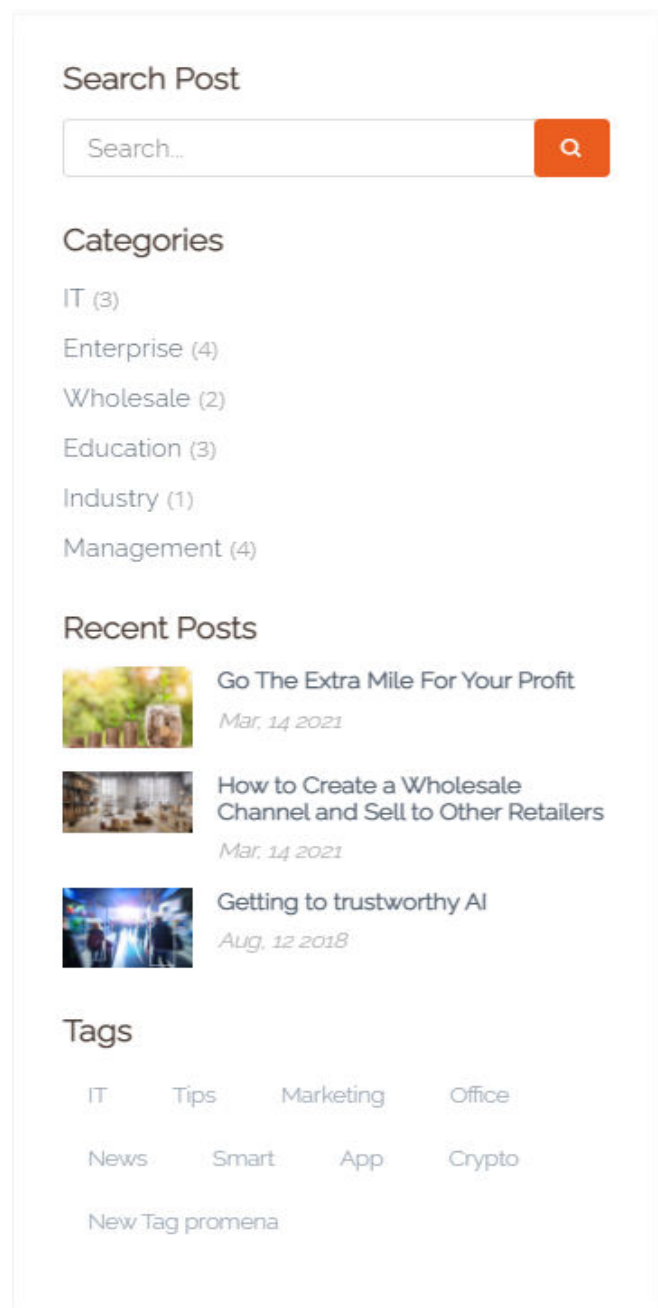 Search Post
Search...
Categories
IT (3)
Enterprise (4)
Wholesale (2)
Education (3)
Industry (1)
Management (4)
Recent Posts
Go The Extra Mile For Your Profit
Mar, 14 2021
How to Create a Wholesale
Channel and Sell to Other Retailers
Mar, 14 2021
Getting to trustworthy AI
Aug, 12 2018
Tags
IT Tips Marketing Office
News Smart App Crypto
New Tag promena